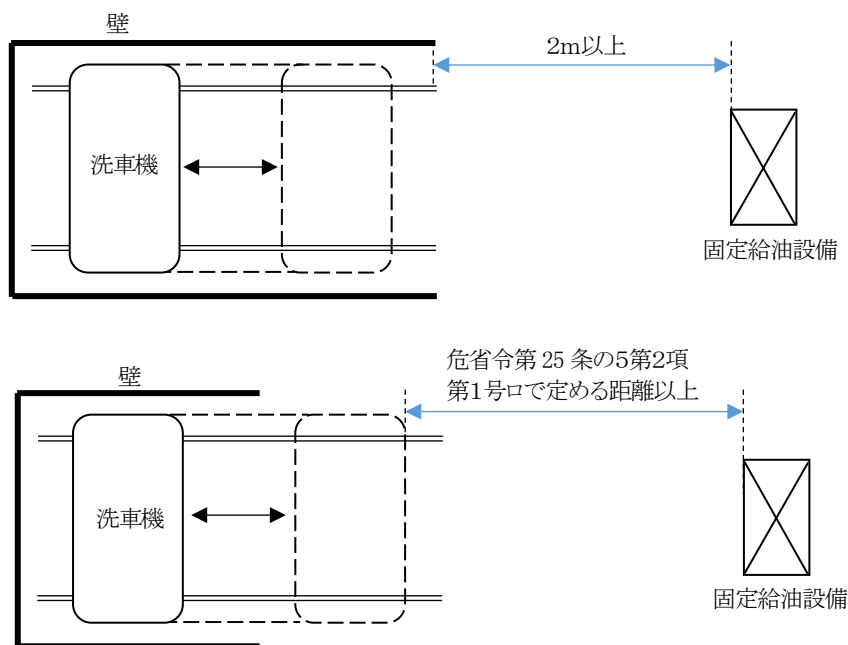 壁
2m以上
洗車機
固定給油設備
危省令第 25 条の5第2項
第1号ロで定める距離以上
壁
洗車機
固定給油設備